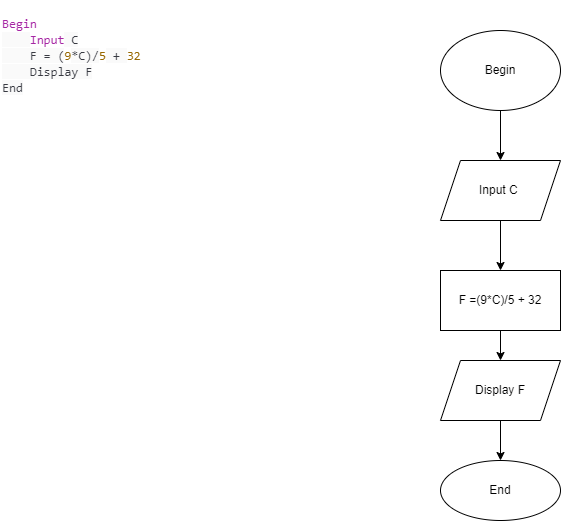 Begin
    Input C
    F = (9*C)/5 + 32
    Display F
End
Begin
Input C
F =(9*C)/5 + 32
Display F
End